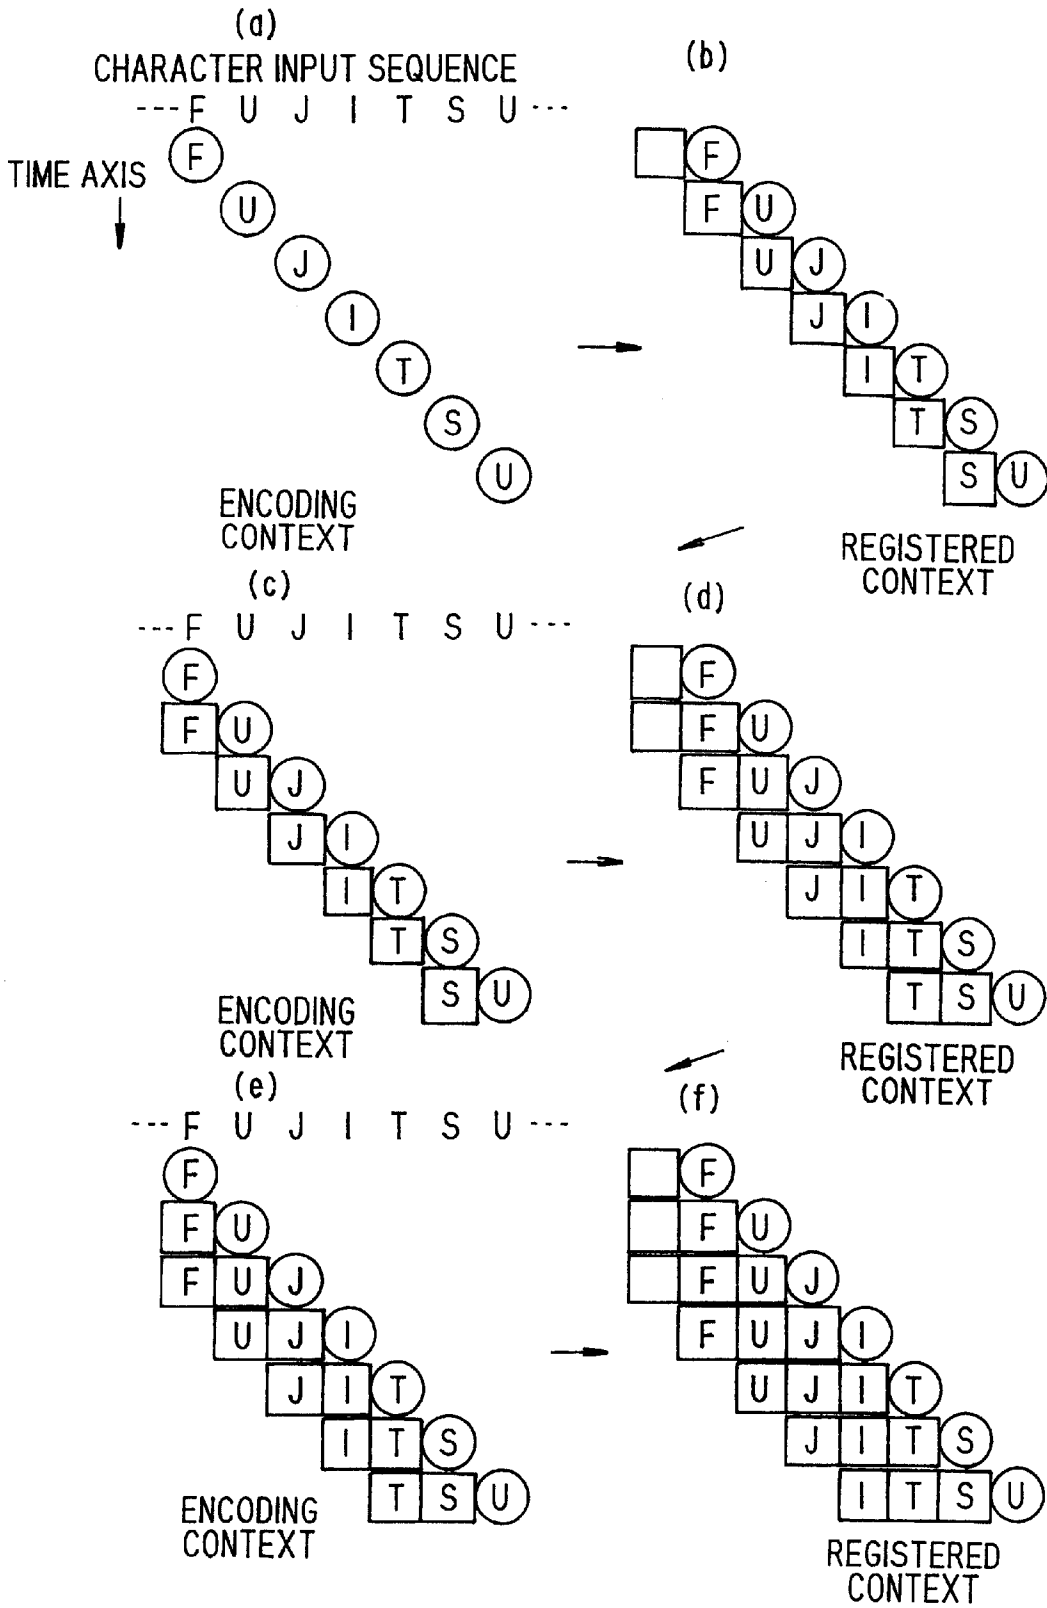 (a)
CHARACTER INPUT SEQUENCE
---F U J I T S U---
TIME AXIS
F
U
J
I
T
S
U
ENCODING
CONTEXT
(b)
F
F U
U J
J I
I T
T S
S U
REGISTERED
CONTEXT
(c)
---F U J I T S U---
F
F U
U J
J I
I T
T S
S U
ENCODING
CONTEXT
(d)
F
F U
F U J
U J I
J I T
I T S
T S U
REGISTERED
CONTEXT
(e)
---F U J I T S U---
F
F U
F U J
U J I
J I T
I T S
T S U
ENCODING
CONTEXT
(f)
F
F U
F U J
F U J I
U J I T
J I T S
I T S U
REGISTERED
CONTEXT